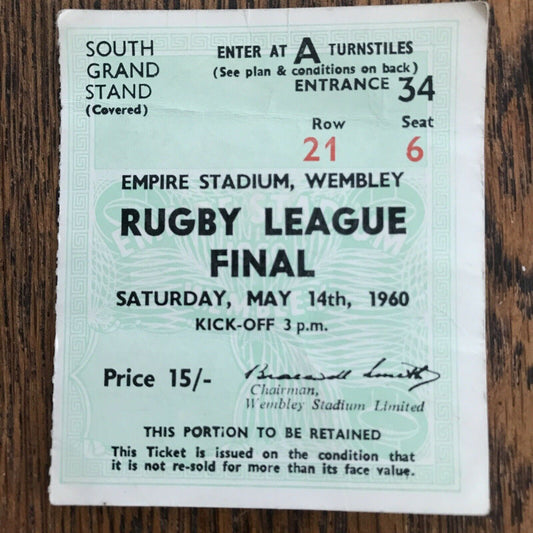 SOUTH
GRAND
STAND
(Covered)
ENTER AT A TURNSTILES
(See plan & conditions on back)
ENTRANCE 34
Row Seat
21 6
EMPIRE STADIUM, WEMBLEY
RUGBY LEAGUE
FINAL
SATURDAY, MAY 14th, 1960
KICK-OFF 3 p.m.
Price 15/-
Chairman,
Wembley Stadium Limited
THIS PORTION TO BE RETAINED
This Ticket is issued on the condition that
it is not re-sold for more than its face value.